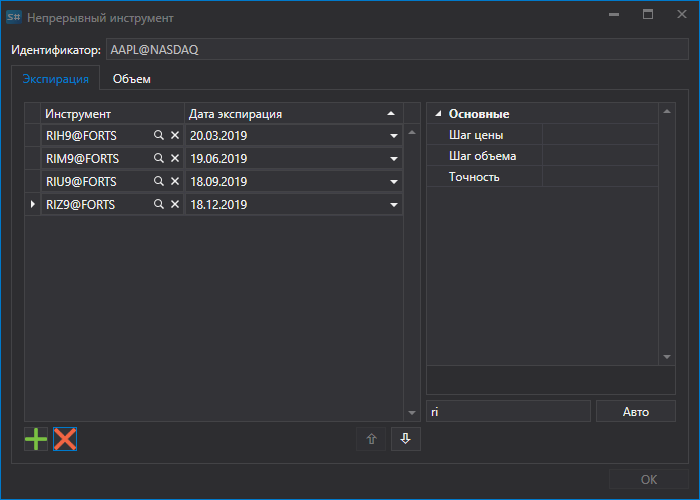 S# Непрерывный инструмент
Идентификатор: AAPL@NASDAQ
Экспирация Объем
Инструмент Дата экспирация
RIH9@FORTS 20.03.2019
RIM9@FORTS 19.06.2019
RIU9@FORTS 18.09.2019
RIZ9@FORTS 18.12.2019
Основные
Шаг цены
Шаг объема
Точность
ri Авто
OK